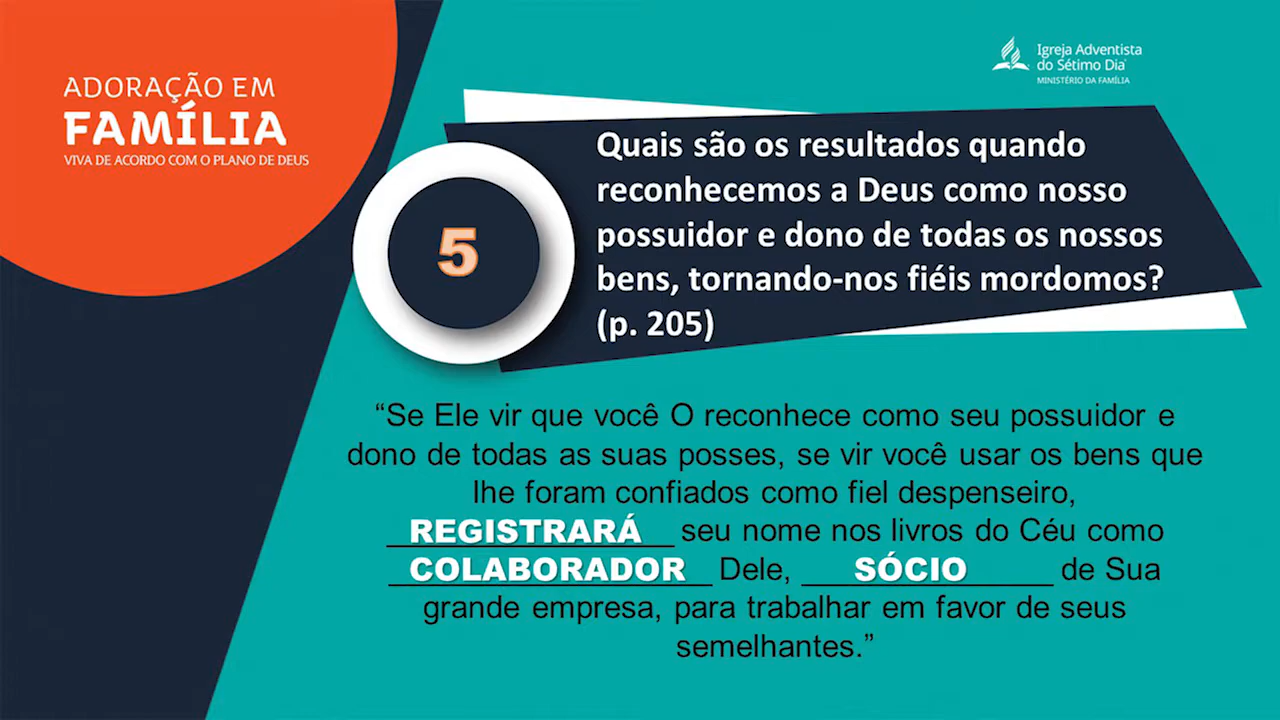 ADORAÇÃO EM
FAMÍLIA
VIVA DE ACORDO COM O PLANO DE DEUS
Igreja Adventista
do Sétimo Dia
MINISTÉRIO DA FAMÍLIA
5
Quais são os resultados quando
reconhecemos a Deus como nosso
possuidor e dono de todas os nossos
bens, tornando-nos fiéis mordomos?
(p. 205)
“Se Ele vir que você O reconhece como seu possuidor e
dono de todas as suas posses, se vir você usar os bens que
lhe foram confiados como fiel despenseiro,
REGISTRARÁ seu nome nos livros do Céu como
COLABORADOR Dele, SÓCIO de Sua
grande empresa, para trabalhar em favor de seus
semelhantes.”